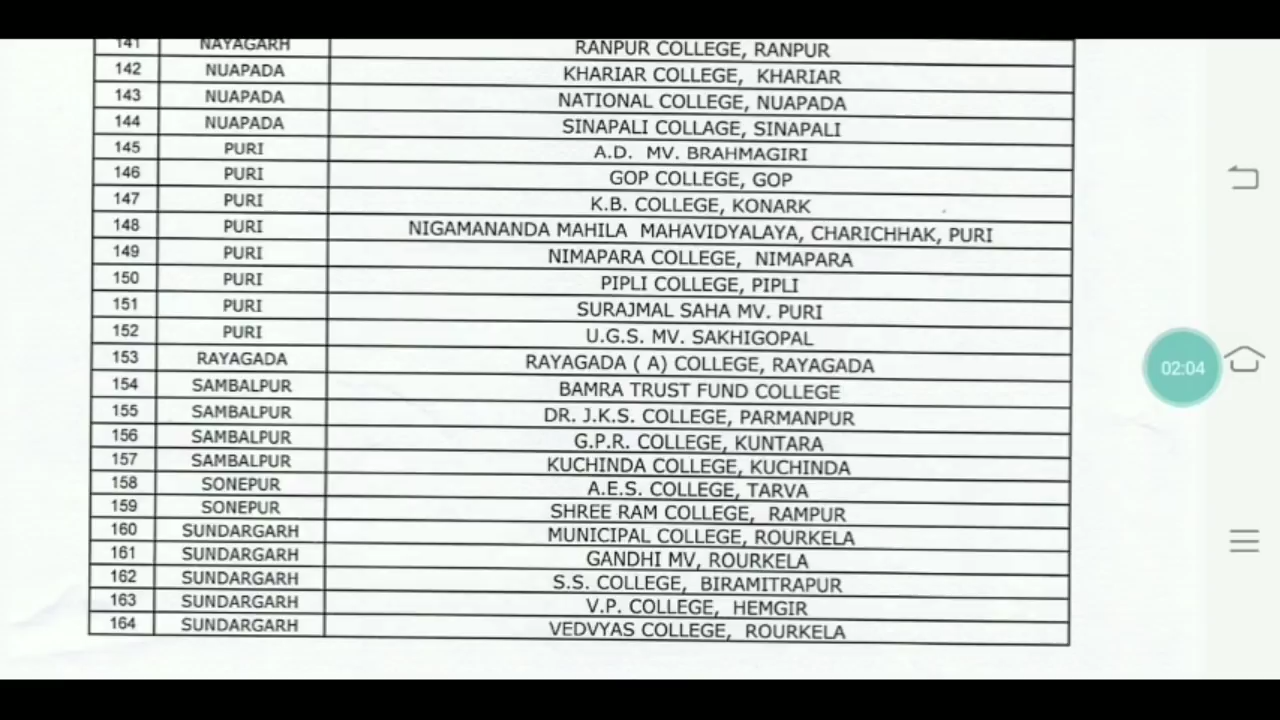 141 NAYAGARH RANPUR COLLEGE, RANPUR
142 NUAPADA KHARIAR COLLEGE, KHARIAR
143 NUAPADA NATIONAL COLLEGE, NUAPADA
144 NUAPADA SINAPALI COLLAGE, SINAPALI
145 PURI A.D. MV. BRAHMAGIRI
146 PURI GOP COLLEGE, GOP
147 PURI K.B. COLLEGE, KONARK
148 PURI NIGAMANANDA MAHILA MAHAVIDYALAYA, CHARICHHAK, PURI
149 PURI NIMAPARA COLLEGE, NIMAPARA
150 PURI PIPLI COLLEGE, PIPLI
151 PURI SURAJMAL SAHA MV. PURI
152 PURI U.G.S. MV. SAKHIGOPAL
153 RAYAGADA RAYAGADA ( A) COLLEGE, RAYAGADA
02:04
154 SAMBALPUR BAMRA TRUST FUND COLLEGE
155 SAMBALPUR DR. J.K.S. COLLEGE, PARMANPUR
156 SAMBALPUR G.P.R. COLLEGE, KUNTARA
157 SAMBALPUR KUCHINDA COLLEGE, KUCHINDA
158 SONEPUR A.E.S. COLLEGE, TARVA
159 SONEPUR SHREE RAM COLLEGE, RAMPUR
160 SUNDARGARH MUNICIPAL COLLEGE, ROURKELA
161 SUNDARGARH GANDHI MV, ROURKELA
162 SUNDARGARH S.S. COLLEGE, BIRAMITRAPUR
163 SUNDARGARH V.P. COLLEGE, HEMGIR
164 SUNDARGARH VEDVYAS COLLEGE, ROURKELA